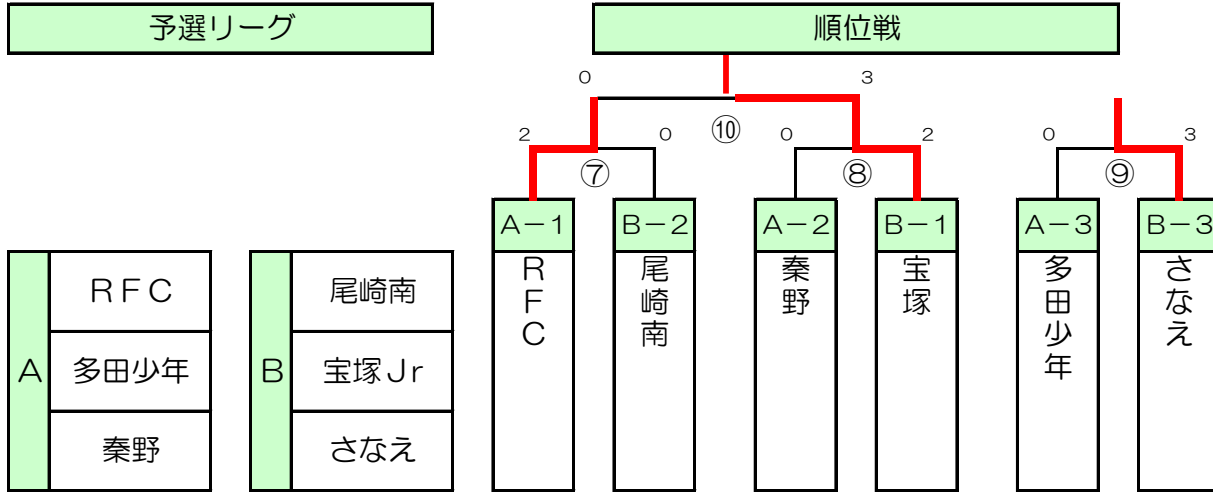 予選リーグ
順位戦
0 3
2 0 ⑩ 0 2 0 3
⑦ ⑧ ⑨
A-1 B-2 A-2 B-1 A-3 B-3
RFC
尾崎南
秦野
宝塚
多田少年
さなえ
A
RFC
多田少年
秦野
B
尾崎南
宝塚Jr
さなえ